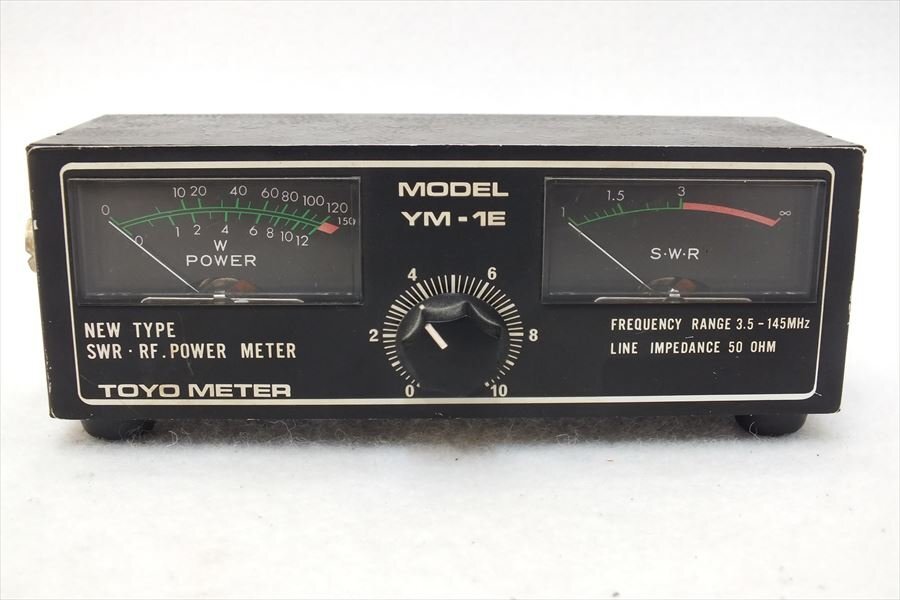 MODEL
YM-1E
0 10 20 40 60 80 100 120 150
0 1 2 4 6 8 10 12
W
POWER
1 1.5 3 ∞
S·W·R
NEW TYPE
SWR · RF. POWER METER
TOYO METER
0 2 4 6 8 10
FREQUENCY RANGE 3.5 - 145MHz
LINE IMPEDANCE 50 OHM